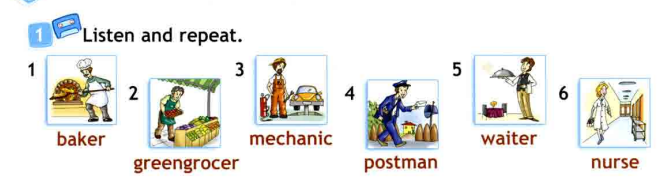 1 Listen and repeat.
1 baker
2 greengrocer
3 mechanic
4 postman
5 waiter
6 nurse